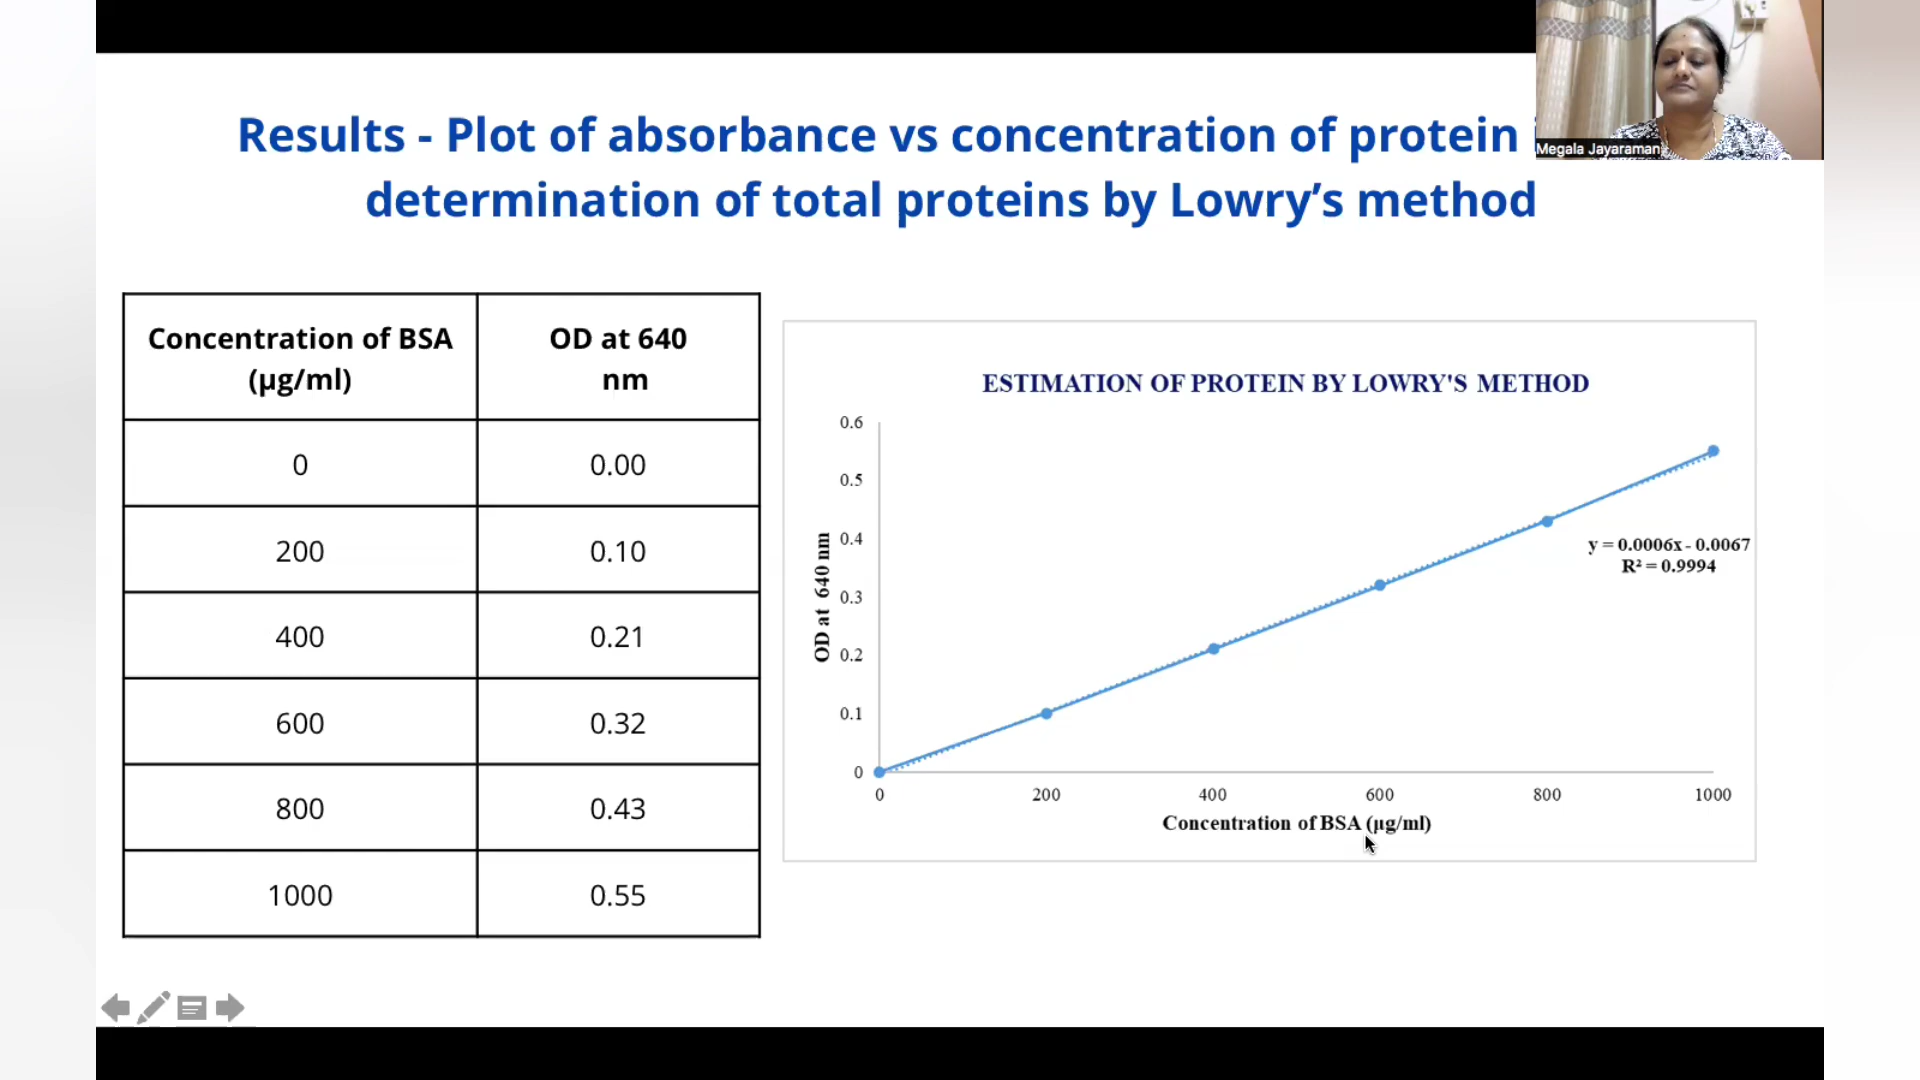 Results - Plot of absorbance vs concentration of protein
determination of total proteins by Lowry’s method
Megala Jayaraman
Concentration of BSA
(µg/ml)
OD at 640
nm
0
0.00
200
0.10
400
0.21
600
0.32
800
0.43
1000
0.55
ESTIMATION OF PROTEIN BY LOWRY'S METHOD
0.6
0.5
0.4
0.3
0.2
0.1
0
OD at 640 nm
y = 0.0006x - 0.0067
R² = 0.9994
0 200 400 600 800 1000
Concentration of BSA (µg/ml)